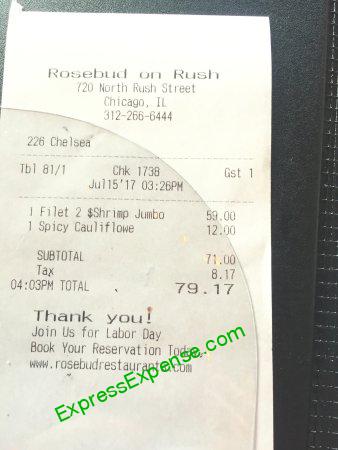 Rosebud on Rush
720 North Rush Street
Chicago, IL
312-266-6444
226 Chelsea
Tbl 81/1 Chk 1738 Gst 1
Jul15'17 03:26PM
1 Filet 2 $Shrimp Jumbo 59.00
1 Spicy Cauliflowe 12.00
SUBTOTAL 71.00
Tax 8.17
04:03PM TOTAL 79.17
Thank you!
Join Us for Labor Day
Book Your Reservation Today
www.rosebudrestaurants.com
ExpressExpense.com